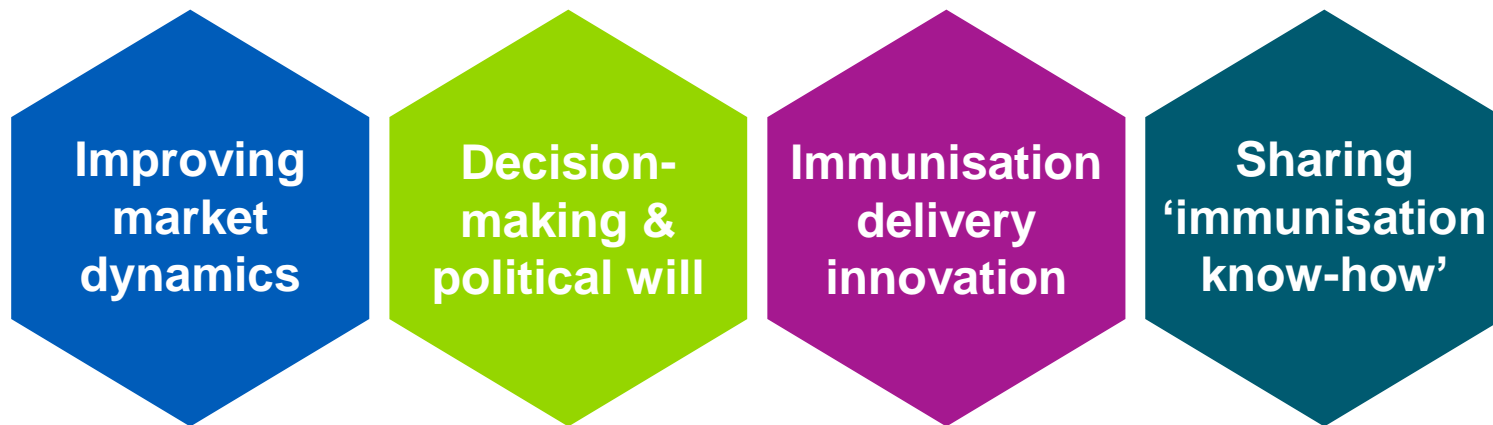 Improving
market
dynamics
Decision-
making &
political will
Immunisation
delivery
innovation
Sharing
‘immunisation
know-how’